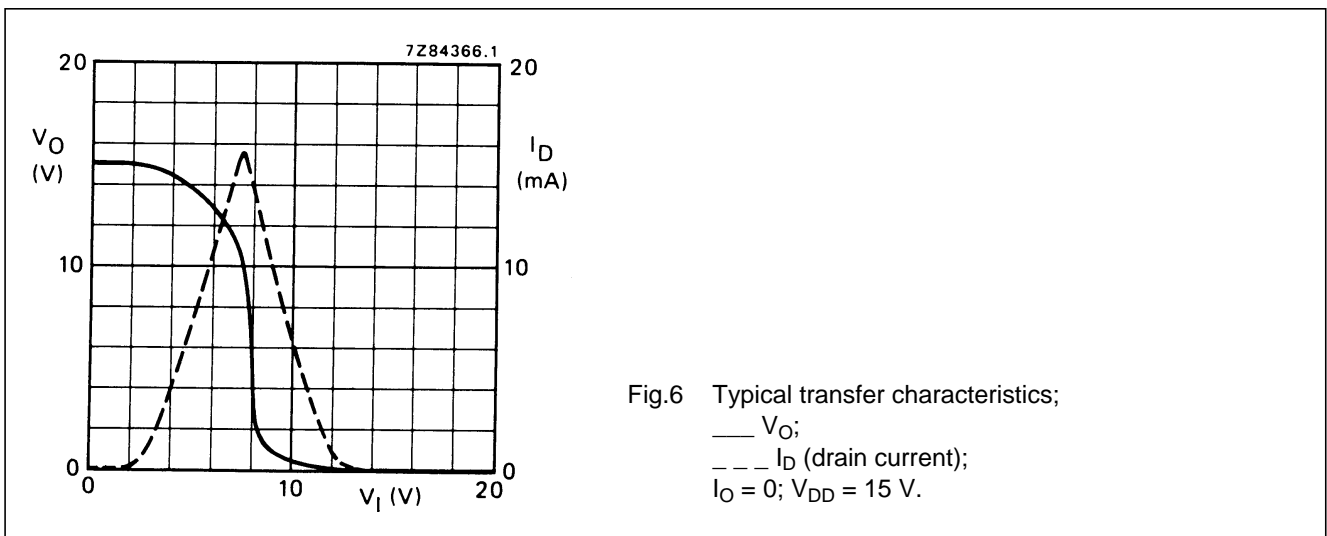 7Z84366.1
20
20
V_O
(V)
I_D
(mA)
10
10
0
0
0
10
V_I (V)
20
Fig.6 Typical transfer characteristics;
___ V_O;
_ _ _ I_D (drain current);
I_O = 0; V_DD = 15 V.